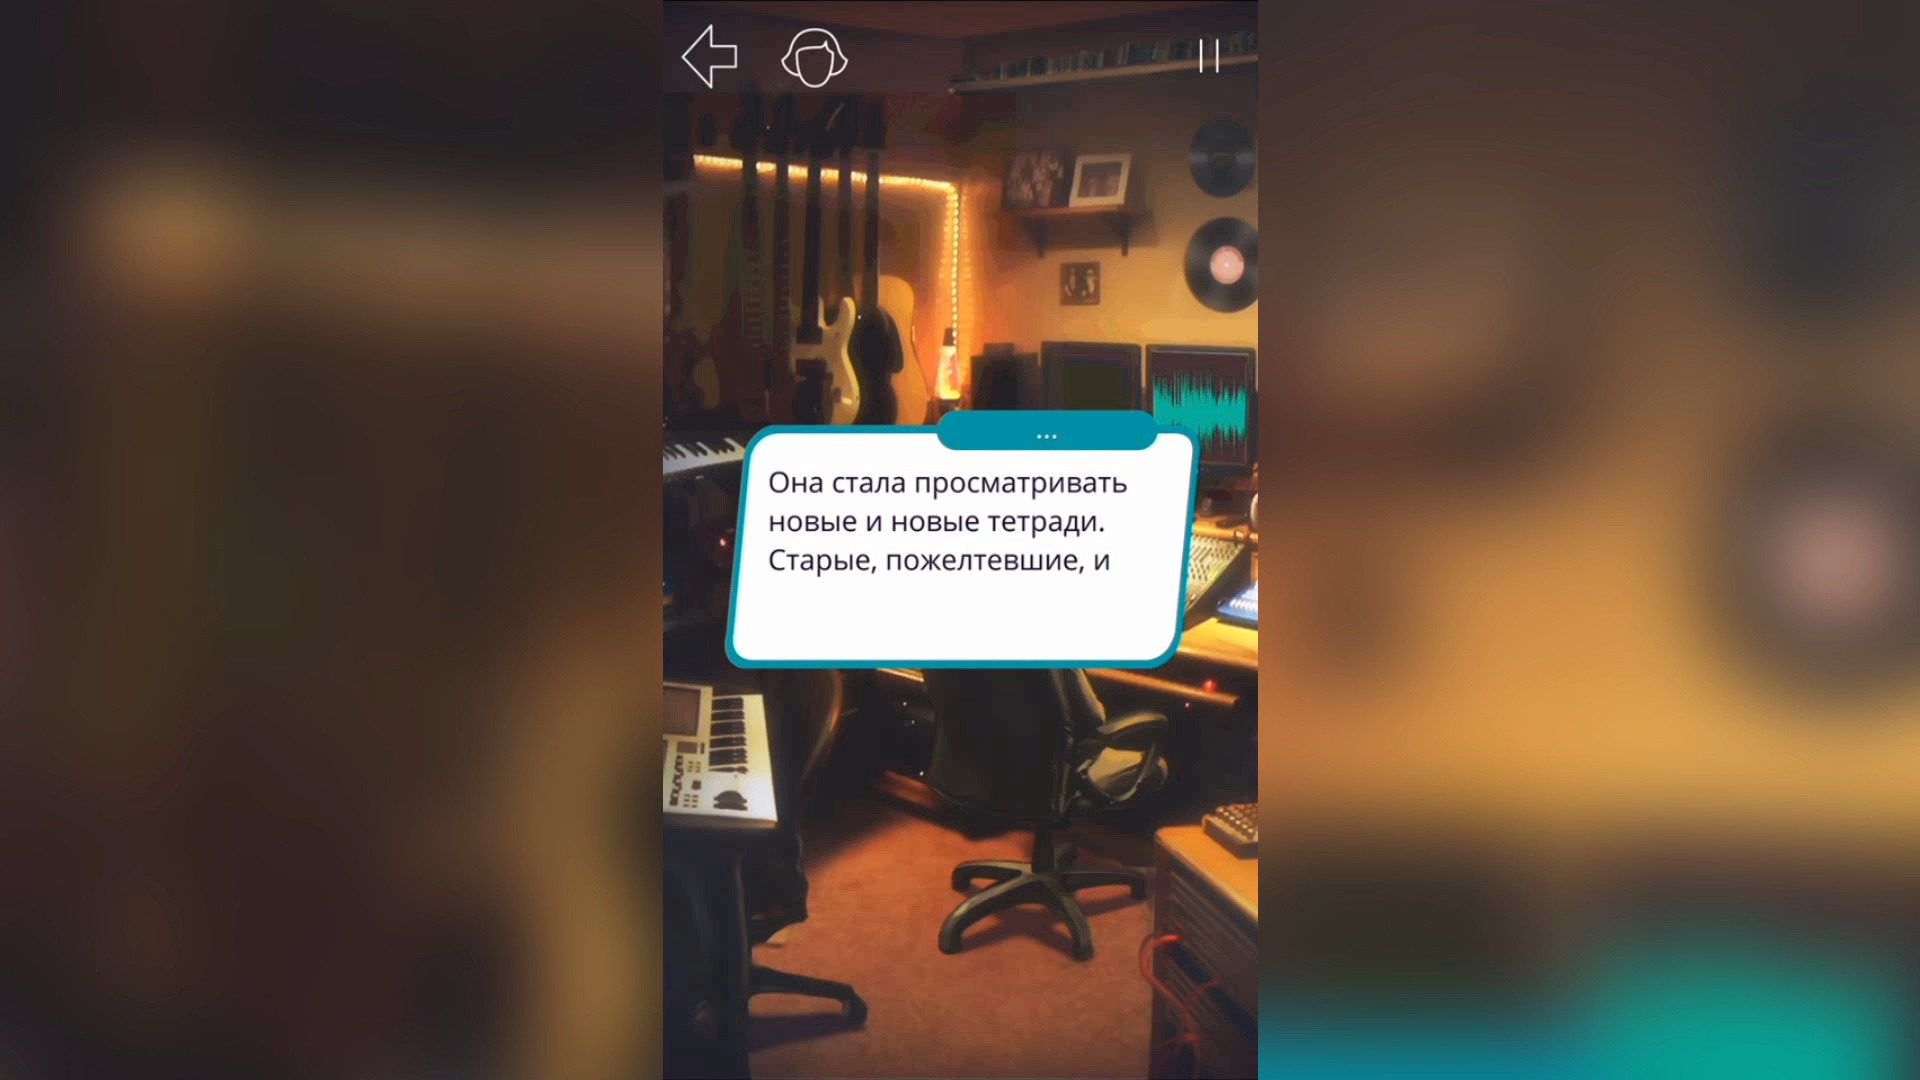 ...
Она стала просматривать
новые и новые тетради.
Старые, пожелтевшие, и